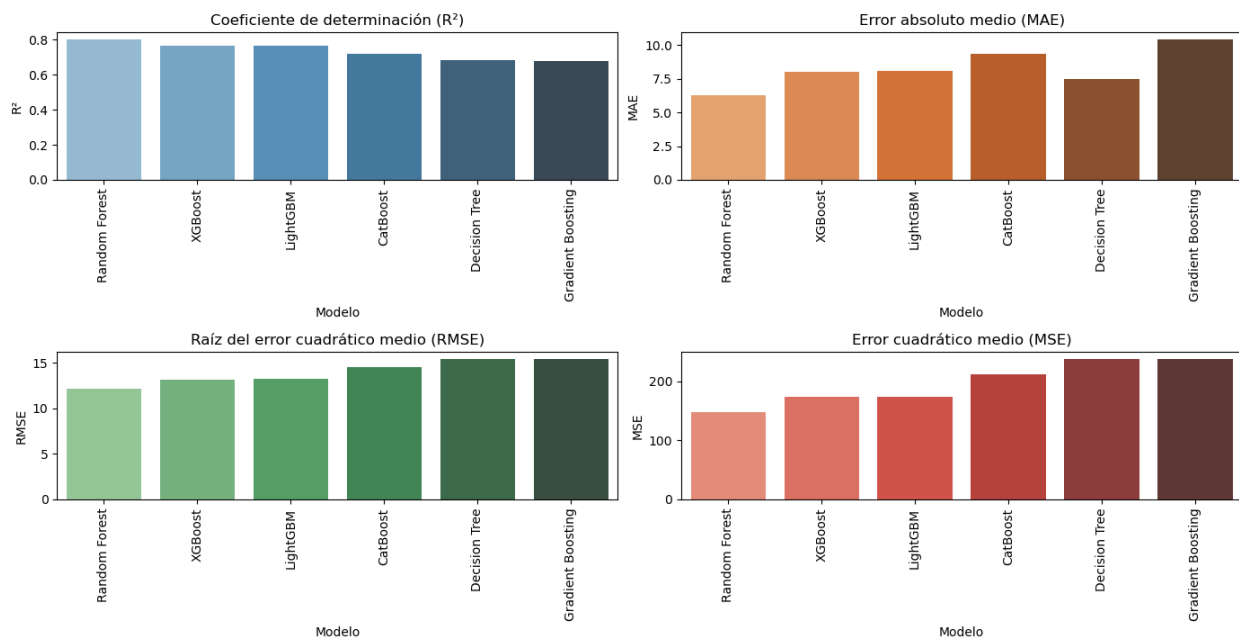 Coeficiente de determinación (R²)
R²
0.8
0.6
0.4
0.2
0.0
Random Forest
XGBoost
LightGBM
CatBoost
Decision Tree
Gradient Boosting
Modelo
Error absoluto medio (MAE)
MAE
10.0
7.5
5.0
2.5
0.0
Random Forest
XGBoost
LightGBM
CatBoost
Decision Tree
Gradient Boosting
Modelo
Raíz del error cuadrático medio (RMSE)
RMSE
15
10
5
0
Random Forest
XGBoost
LightGBM
CatBoost
Decision Tree
Gradient Boosting
Modelo
Error cuadrático medio (MSE)
MSE
200
100
0
Random Forest
XGBoost
LightGBM
CatBoost
Decision Tree
Gradient Boosting
Modelo